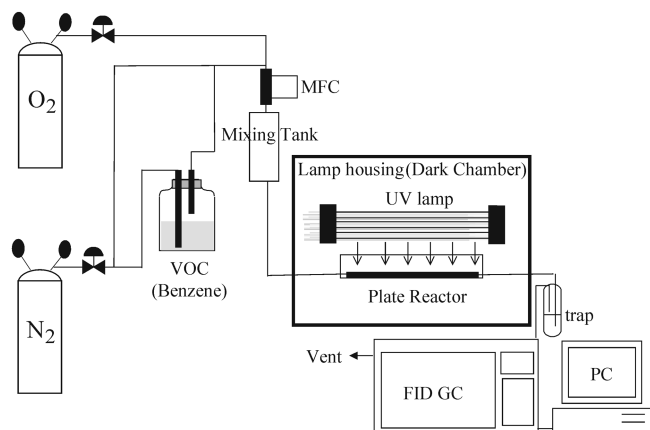 O2
MFC
Mixing Tank
Lamp housing(Dark Chamber)
UV lamp
VOC
(Benzene)
Plate Reactor
N2
trap
Vent
FID GC
PC